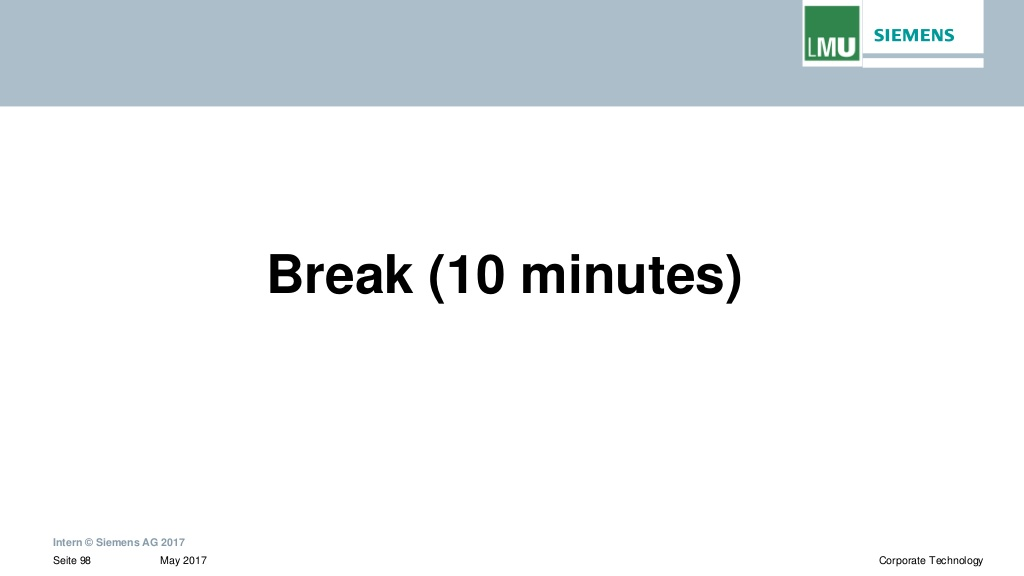 LMU
SIEMENS
Break (10 minutes)
Intern © Siemens AG 2017
Seite 98
May 2017
Corporate Technology